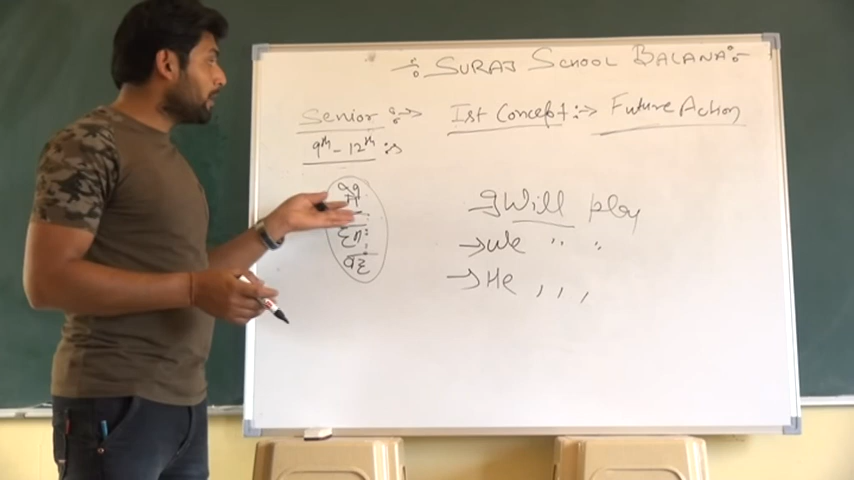 ÷ SURAJ SCHOOL BALANA :-
Senior :→ Ist Concept :→ Future Action
9th - 12th :→
I Will play
→ We " "
→ He , , ,